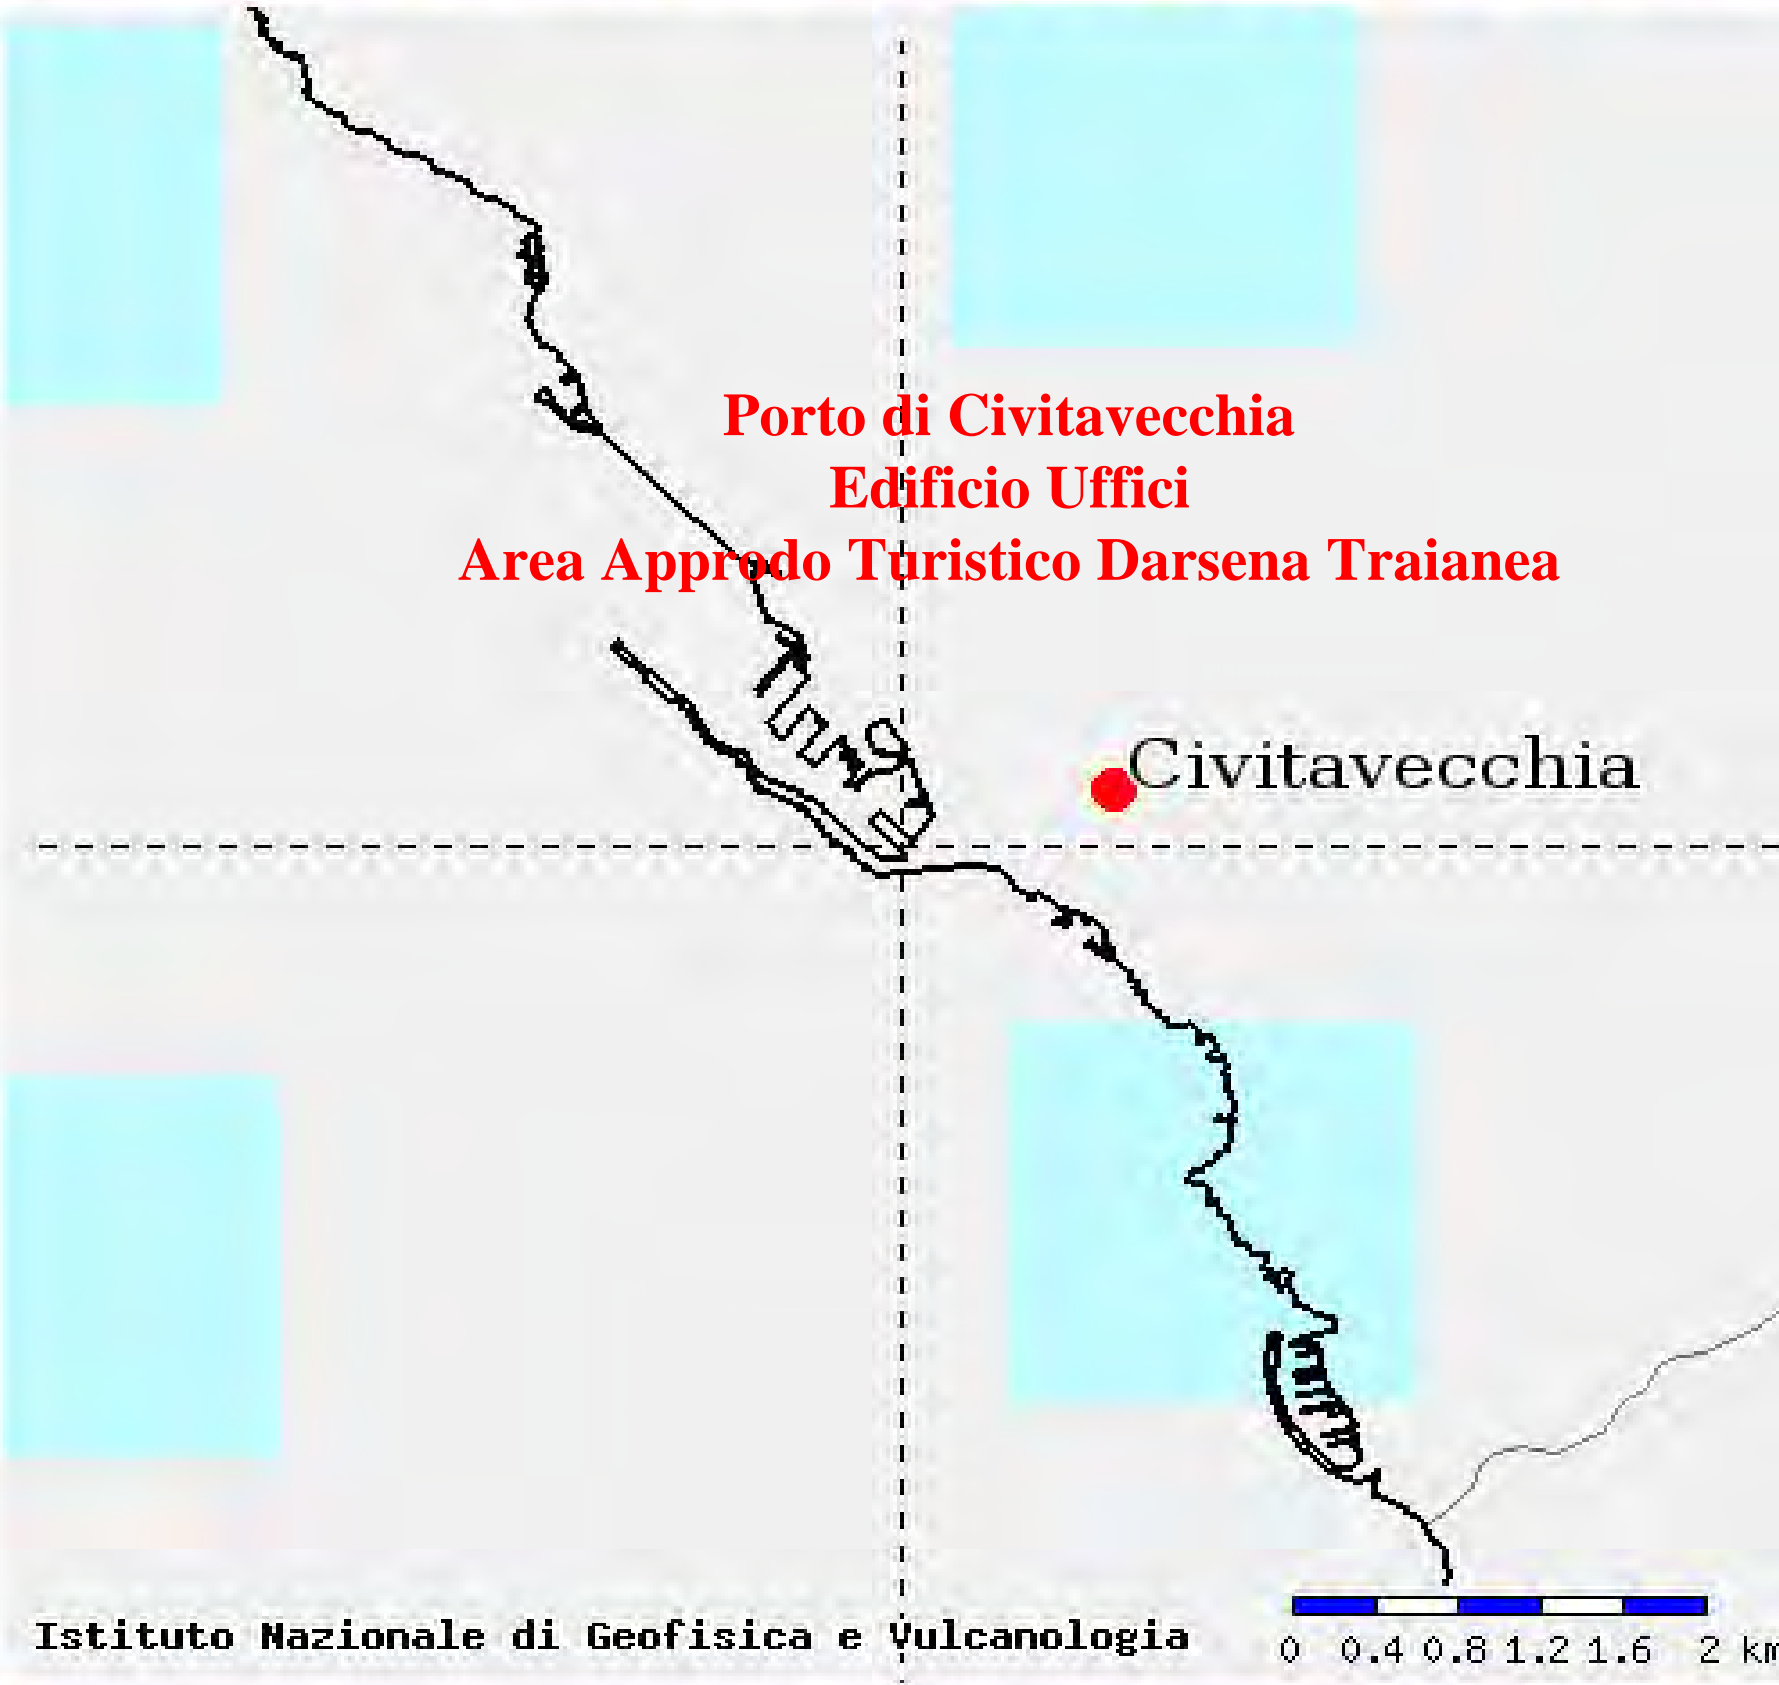 Porto di Civitavecchia
Edificio Uffici
Area Approdo Turistico Darsena Traianea
Civitavecchia
Istituto Nazionale di Geofisica e Vulcanologia
0 0.4 0.8 1.2 1.6 2 km